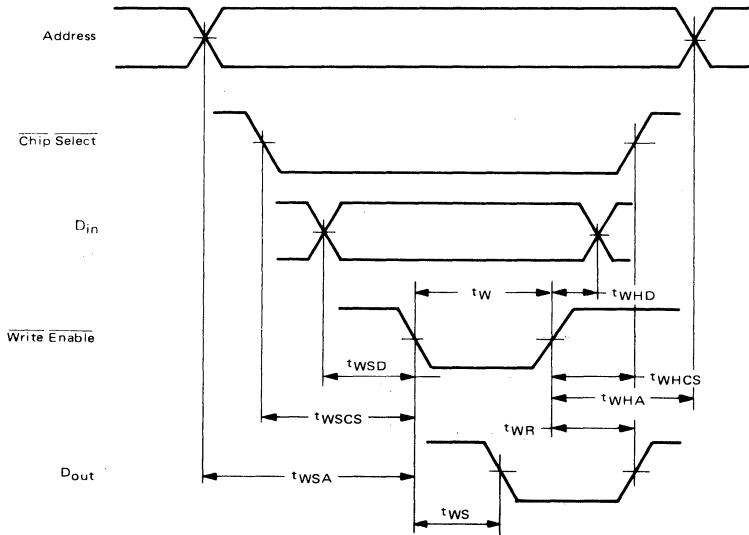 Address
Chip Select
Din
tW
tWHD
Write Enable
tWSD
tWHCS
tWSCS
tWHA
tWR
Dout
tWSA
tWS